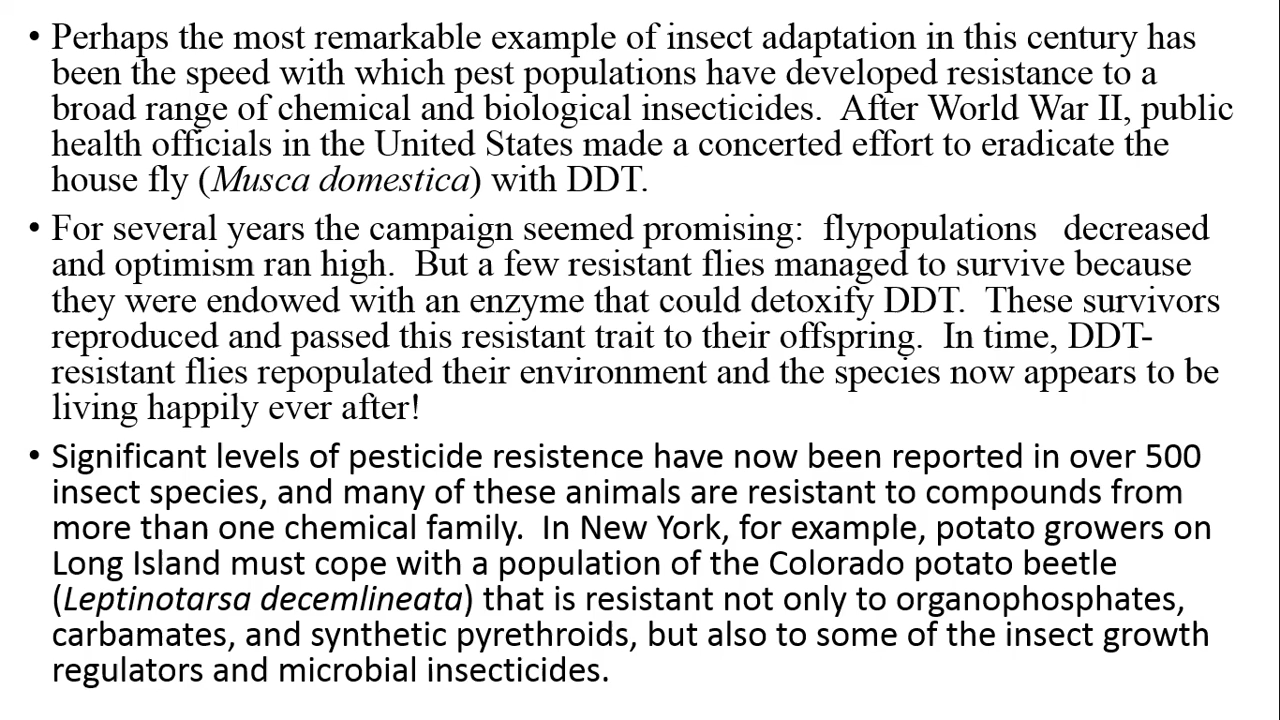 • Perhaps the most remarkable example of insect adaptation in this century has
been the speed with which pest populations have developed resistance to a
broad range of chemical and biological insecticides.  After World War II, public
health officials in the United States made a concerted effort to eradicate the
house fly (Musca domestica) with DDT.
• For several years the campaign seemed promising:  flypopulations   decreased
and optimism ran high.  But a few resistant flies managed to survive because
they were endowed with an enzyme that could detoxify DDT.  These survivors
reproduced and passed this resistant trait to their offspring.  In time, DDT-
resistant flies repopulated their environment and the species now appears to be
living happily ever after!
• Significant levels of pesticide resistence have now been reported in over 500
insect species, and many of these animals are resistant to compounds from
more than one chemical family.  In New York, for example, potato growers on
Long Island must cope with a population of the Colorado potato beetle
(Leptinotarsa decemlineata) that is resistant not only to organophosphates,
carbamates, and synthetic pyrethroids, but also to some of the insect growth
regulators and microbial insecticides.